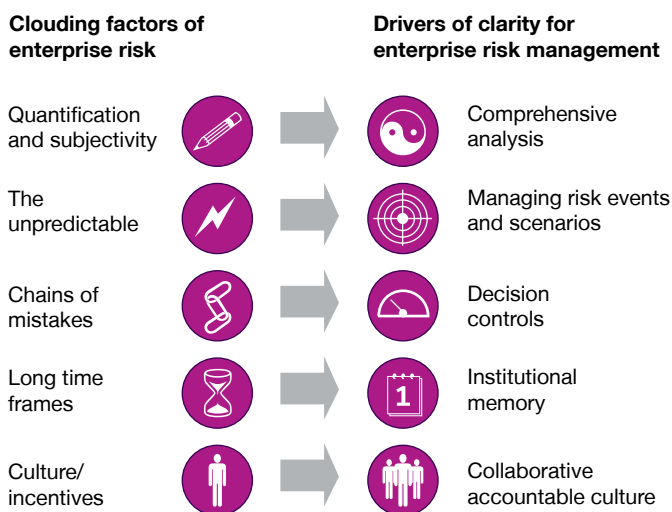 Clouding factors of
enterprise risk
Drivers of clarity for
enterprise risk management
Quantification
and subjectivity
Comprehensive
analysis
The
unpredictable
Managing risk events
and scenarios
Chains of
mistakes
Decision
controls
Long time
frames
1
Institutional
memory
Culture/
incentives
Collaborative
accountable culture